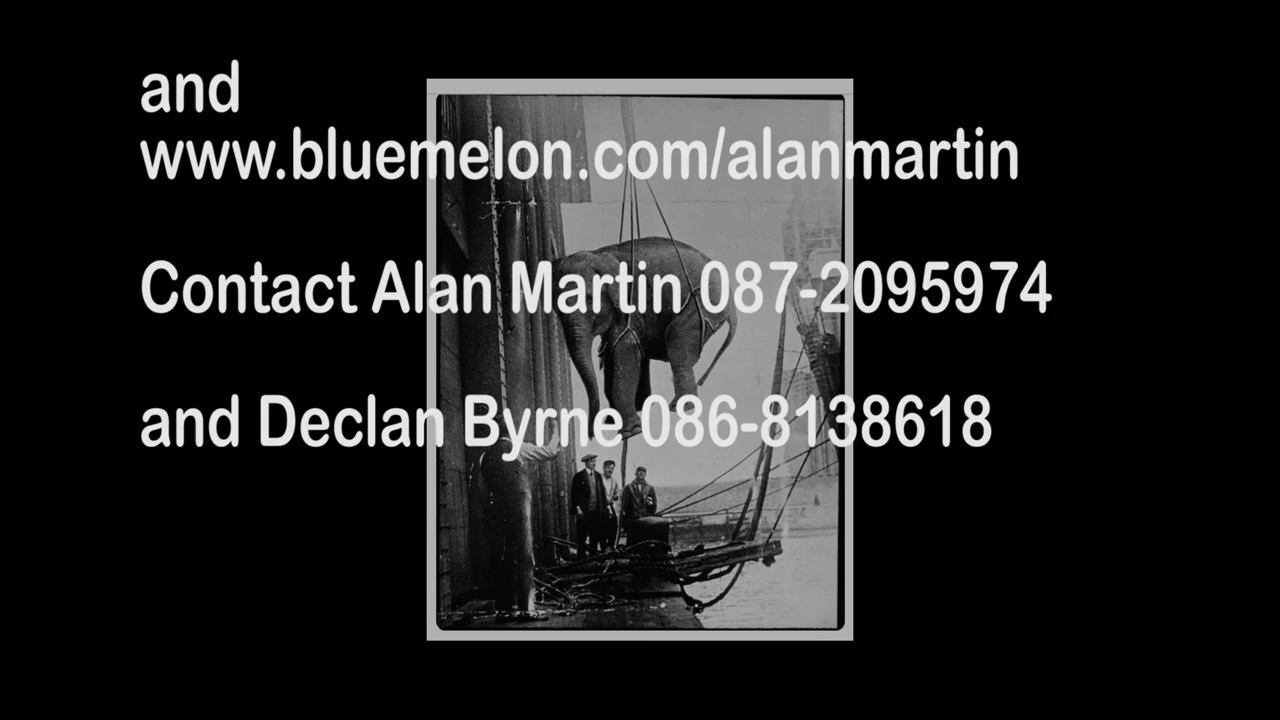 and
www.bluemelon.com/alanmartin
Contact Alan Martin 087-2095974
and Declan Byrne 086-8138618